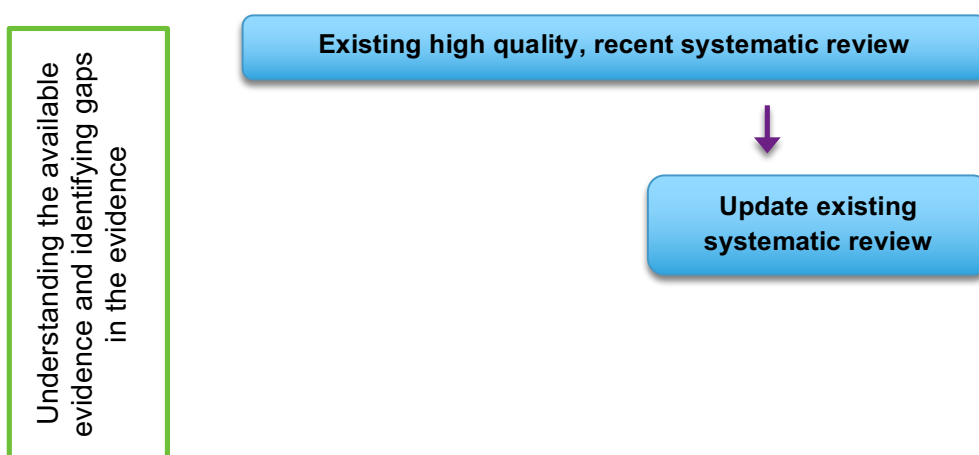 Understanding the available
evidence and identifying gaps
in the evidence
Existing high quality, recent systematic review
Update existing
systematic review